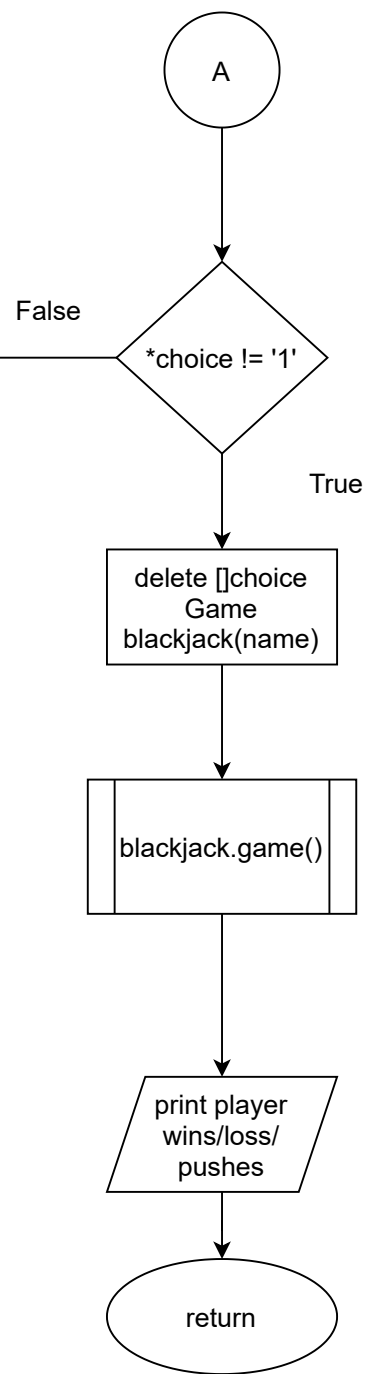 A
False
*choice != '1'
True
delete []choice
Game
blackjack(name)
blackjack.game()
print player
wins/loss/
pushes
return